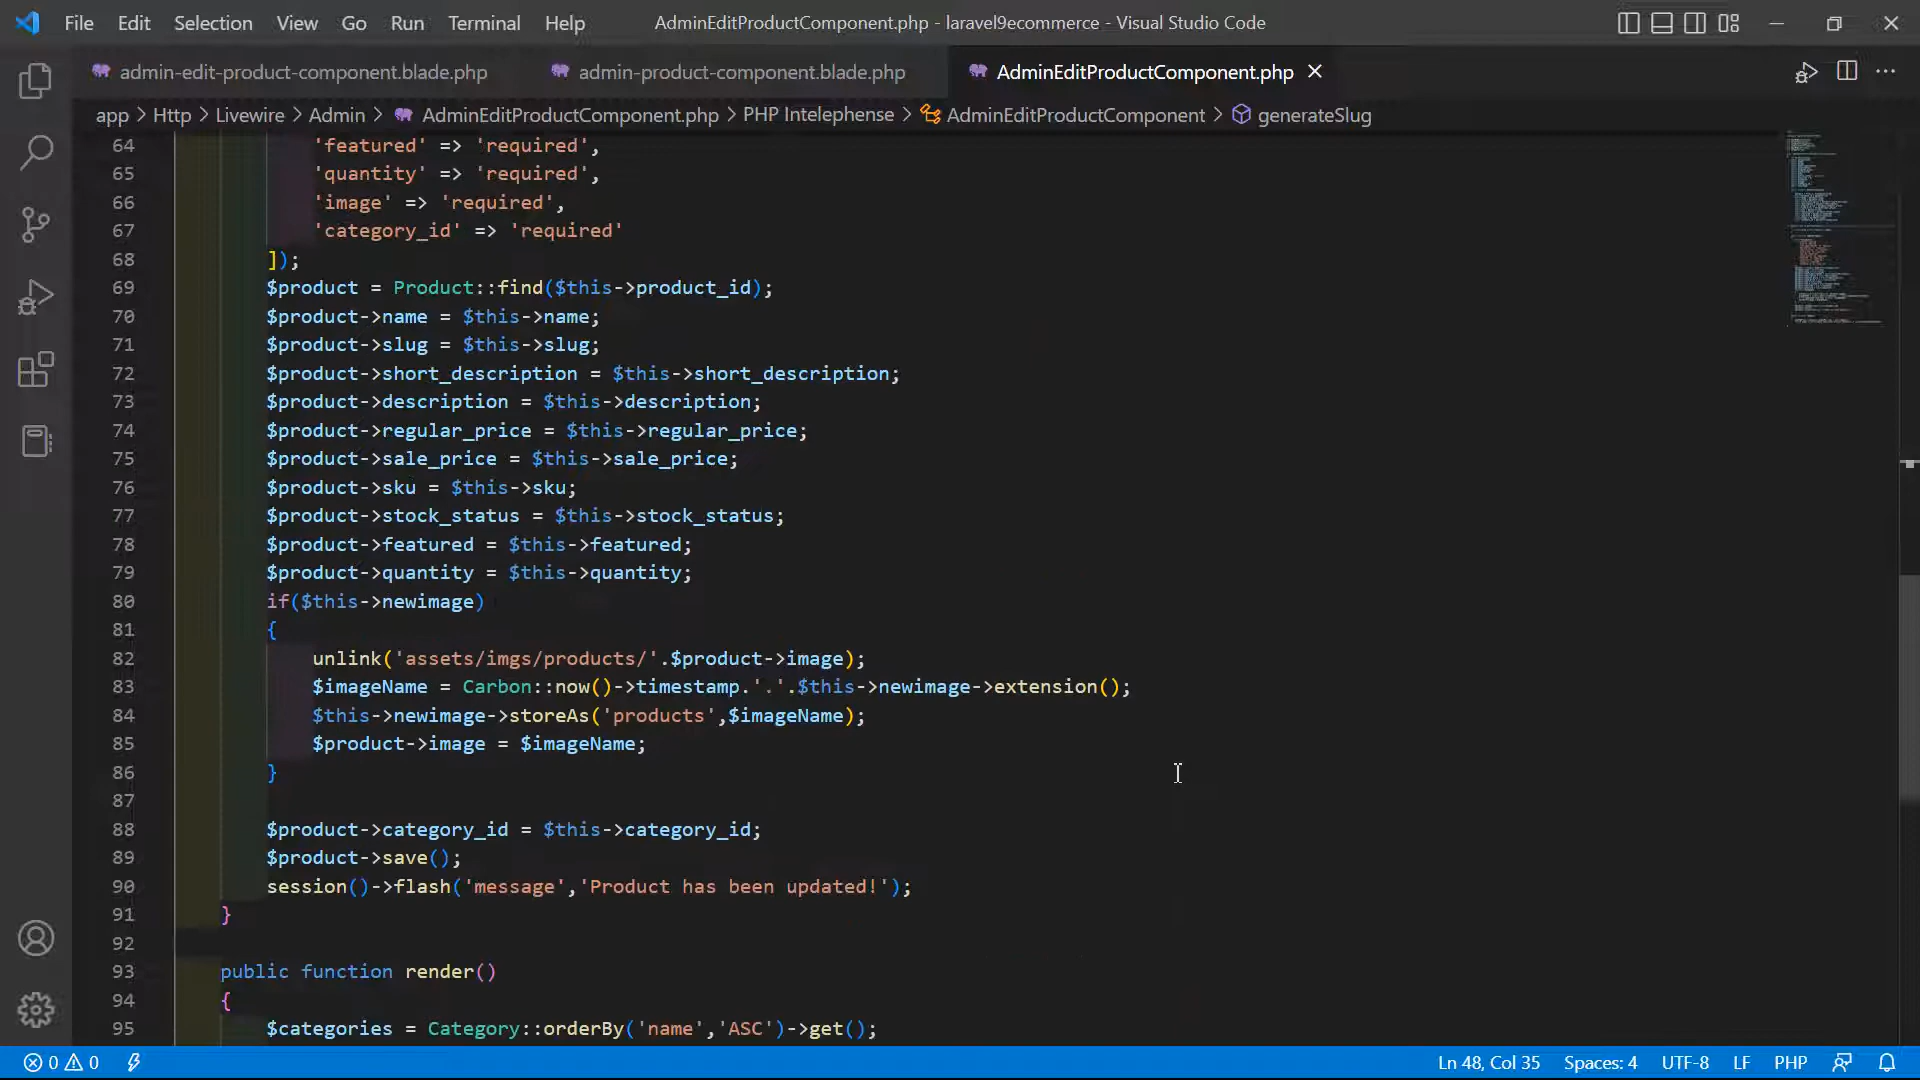 File Edit Selection View Go Run Terminal Help AdminEditProductComponent.php - laravel9ecommerce - Visual Studio Code
admin-edit-product-component.blade.php admin-product-component.blade.php AdminEditProductComponent.php
app > Http > Livewire > Admin > AdminEditProductComponent.php > PHP Intelephense > AdminEditProductComponent > generateSlug
64 'featured' => 'required',
65 'quantity' => 'required',
66 'image' => 'required',
67 'category_id' => 'required'
68 ]);
69 $product = Product::find($this->product_id);
70 $product->name = $this->name;
71 $product->slug = $this->slug;
72 $product->short_description = $this->short_description;
73 $product->description = $this->description;
74 $product->regular_price = $this->regular_price;
75 $product->sale_price = $this->sale_price;
76 $product->sku = $this->sku;
77 $product->stock_status = $this->stock_status;
78 $product->featured = $this->featured;
79 $product->quantity = $this->quantity;
80 if($this->newimage)
81 {
82 unlink('assets/imgs/products/'.$product->image);
83 $imageName = Carbon::now()->timestamp.'.'.$this->newimage->extension();
84 $this->newimage->storeAs('products',$imageName);
85 $product->image = $imageName;
86 }
87
88 $product->category_id = $this->category_id;
89 $product->save();
90 session()->flash('message','Product has been updated!');
91 }
92
93 public function render()
94 {
95 $categories = Category::orderBy('name','ASC')->get();
0 0 Ln 48, Col 35 Spaces: 4 UTF-8 LF PHP